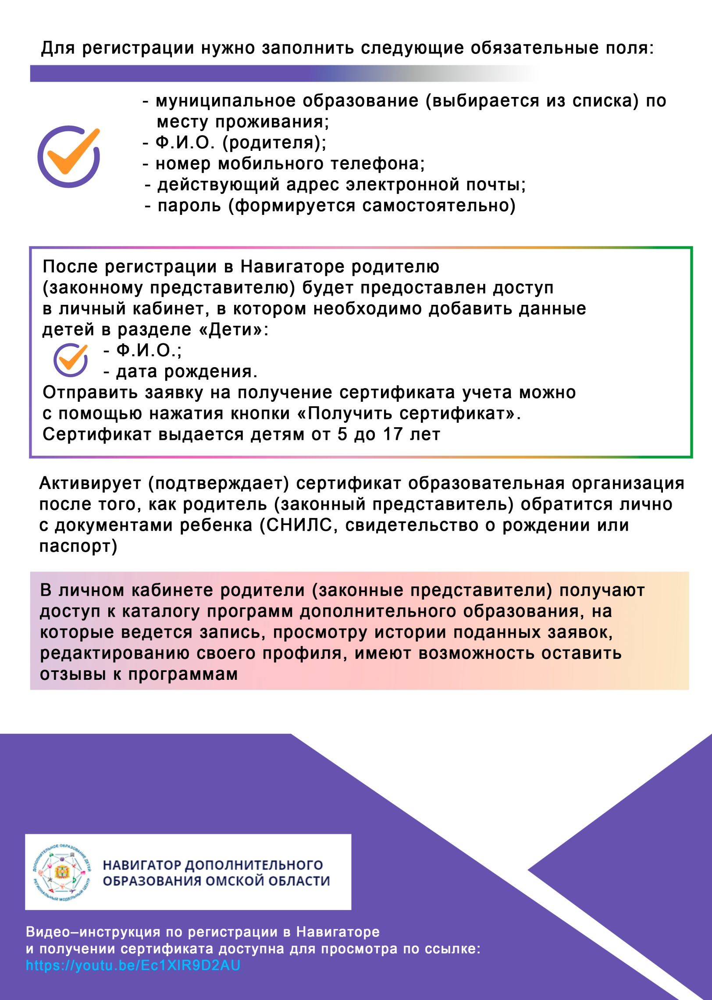 Для регистрации нужно заполнить следующие обязательные поля:
- муниципальное образование (выбирается из списка) по
месту проживания;
- Ф.И.О. (родителя);
- номер мобильного телефона;
- действующий адрес электронной почты;
- пароль (формируется самостоятельно)
После регистрации в Навигаторе родителю
(законному представителю) будет предоставлен доступ
в личный кабинет, в котором необходимо добавить данные
детей в разделе «Дети»:
- Ф.И.О.;
- дата рождения.
Отправить заявку на получение сертификата учета можно
с помощью нажатия кнопки «Получить сертификат».
Сертификат выдается детям от 5 до 17 лет
Активирует (подтверждает) сертификат образовательная организация
после того, как родитель (законный представитель) обратится лично
с документами ребенка (СНИЛС, свидетельство о рождении или
паспорт)
В личном кабинете родители (законные представители) получают
доступ к каталогу программ дополнительного образования, на
которые ведется запись, просмотру истории поданных заявок,
редактированию своего профиля, имеют возможность оставить
отзывы к программам
ДОПОЛНИТЕЛЬНОЕ ОБРАЗОВАНИЕ ДЕТЕЙ
РЕГИОНАЛЬНЫЙ МОДЕЛЬНЫЙ ЦЕНТР
НАВИГАТОР ДОПОЛНИТЕЛЬНОГО
ОБРАЗОВАНИЯ ОМСКОЙ ОБЛАСТИ
Видео–инструкция по регистрации в Навигаторе
и получении сертификата доступна для просмотра по ссылке:
https://youtu.be/Ec1XIR9D2AU